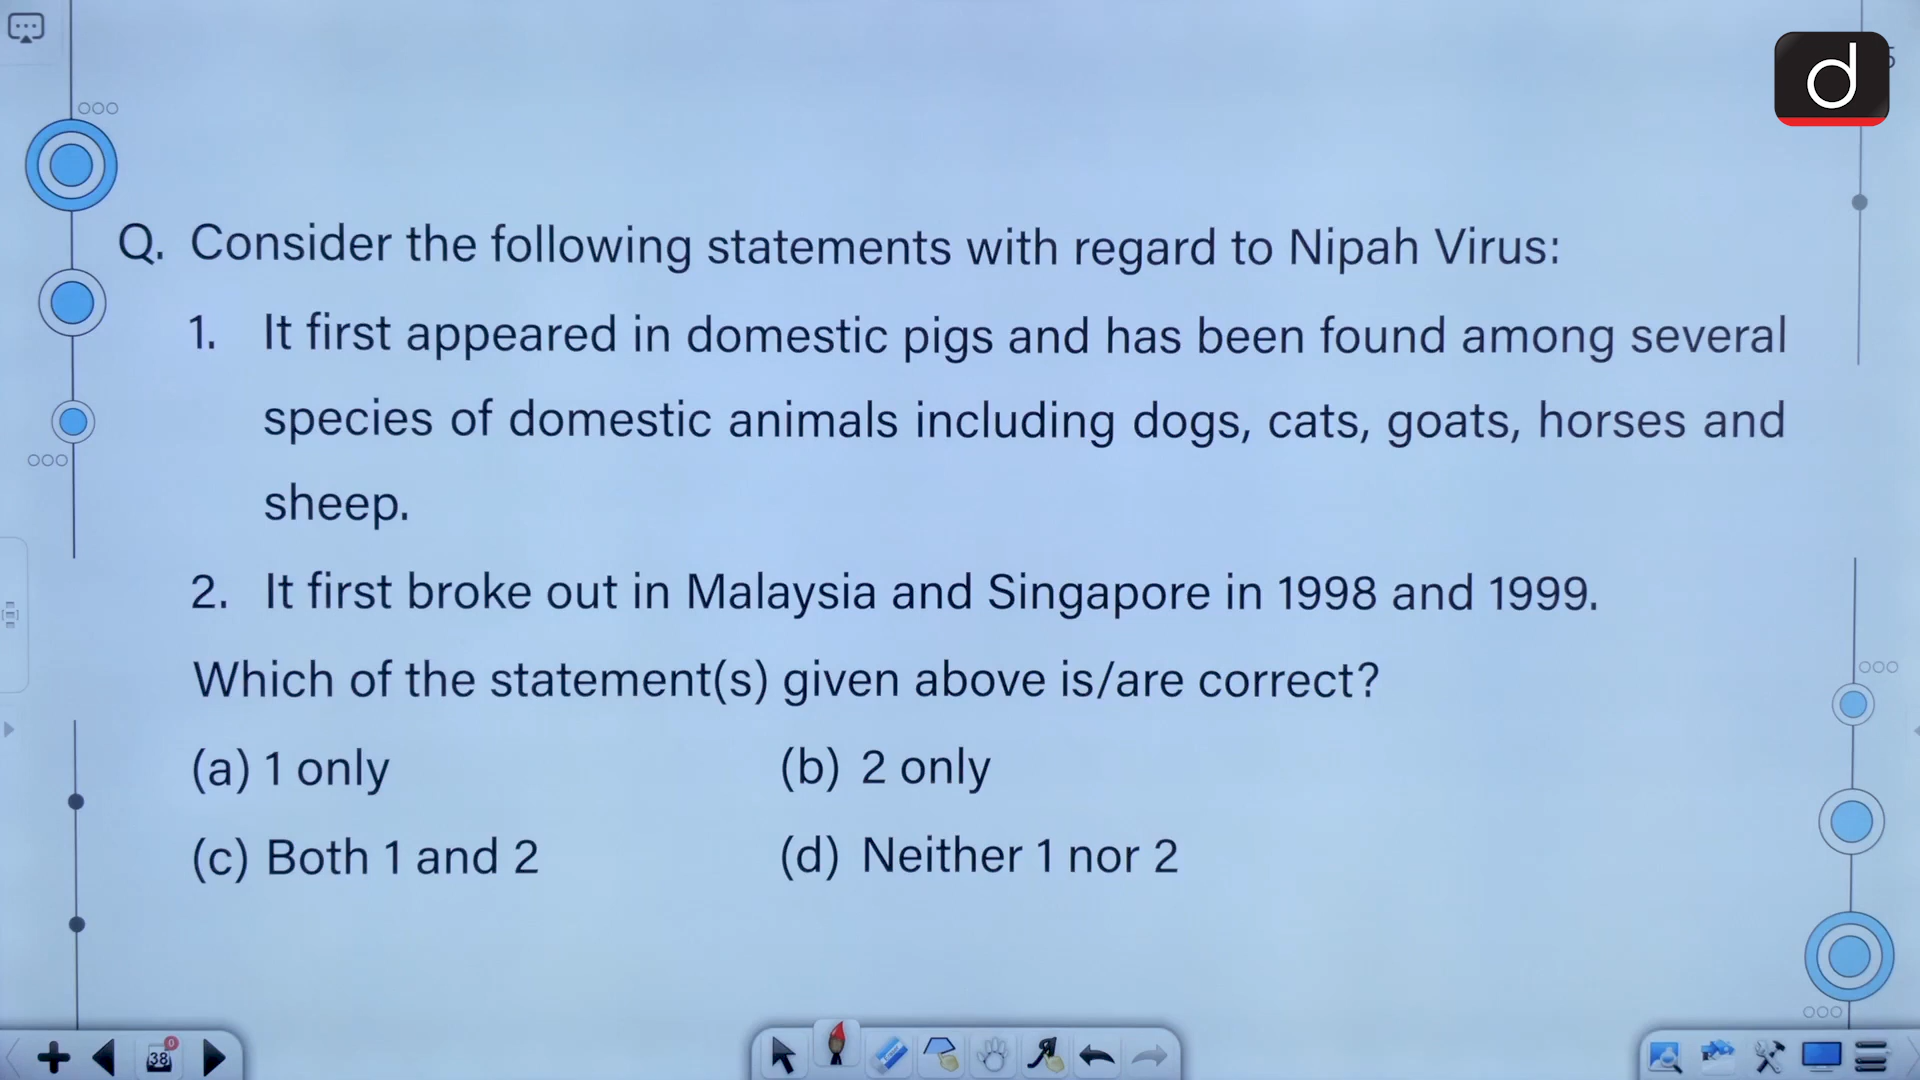 d
Q. Consider the following statements with regard to Nipah Virus:
1. It first appeared in domestic pigs and has been found among several
species of domestic animals including dogs, cats, goats, horses and
sheep.
2. It first broke out in Malaysia and Singapore in 1998 and 1999.
Which of the statement(s) given above is/are correct?
(a) 1 only (b) 2 only
(c) Both 1 and 2 (d) Neither 1 nor 2
38
0